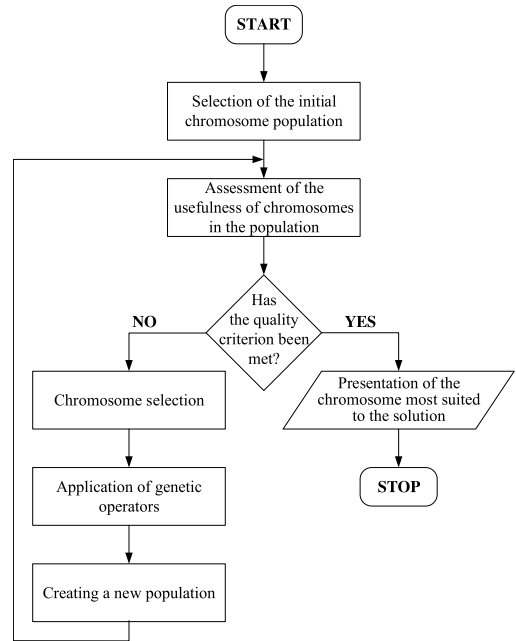 START
Selection of the initial
chromosome population
Assessment of the
usefulness of chromosomes
in the population
Has
the quality
criterion been
met?
NO
YES
Chromosome selection
Presentation of the
chromosome most suited
to the solution
Application of genetic
operators
STOP
Creating a new population